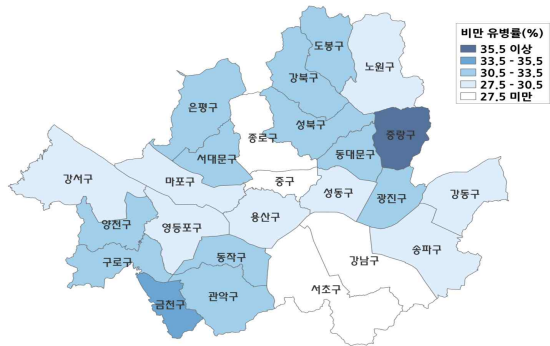 비만 유병률(%)
35.5 이상
33.5 - 35.5
30.5 - 33.5
27.5 - 30.5
27.5 미만
도봉구
노원구
강북구
은평구
성북구
종로구
중랑구
서대문구
동대문구
강서구
마포구
중구
성동구
광진구
강동구
양천구
영등포구
용산구
송파구
구로구
동작구
강남구
서초구
금천구
관악구